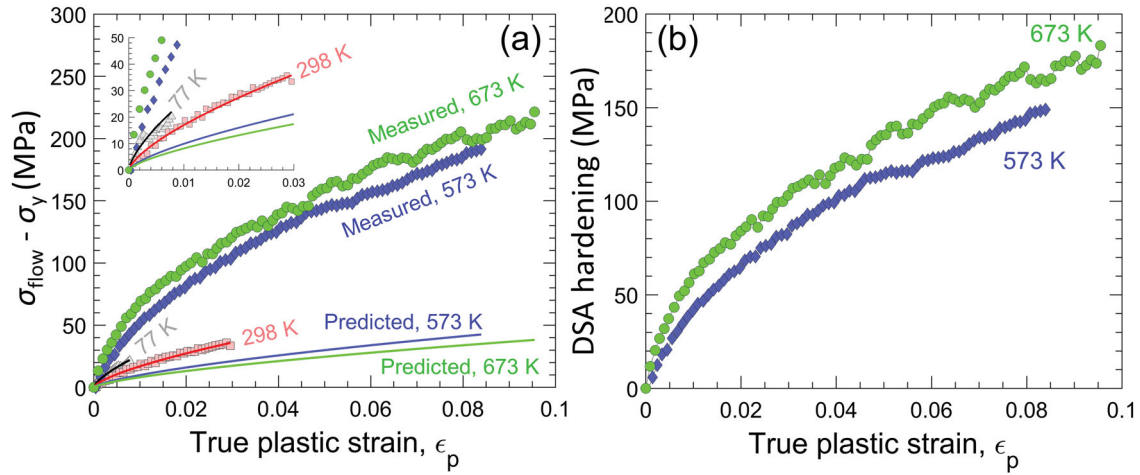 (a)
300
250
200
150
100
50
0
σflow - σy (MPa)
50
40
30
20
10
0
0
0.01
0.02
0.03
77 K
298 K
Measured, 673 K
Measured, 573 K
77 K
298 K
Predicted, 573 K
Predicted, 673 K
0 0.02 0.04 0.06 0.08 0.1
True plastic strain, ϵp
(b)
200
150
100
50
0
DSA hardening (MPa)
673 K
573 K
0 0.02 0.04 0.06 0.08 0.1
True plastic strain, ϵp